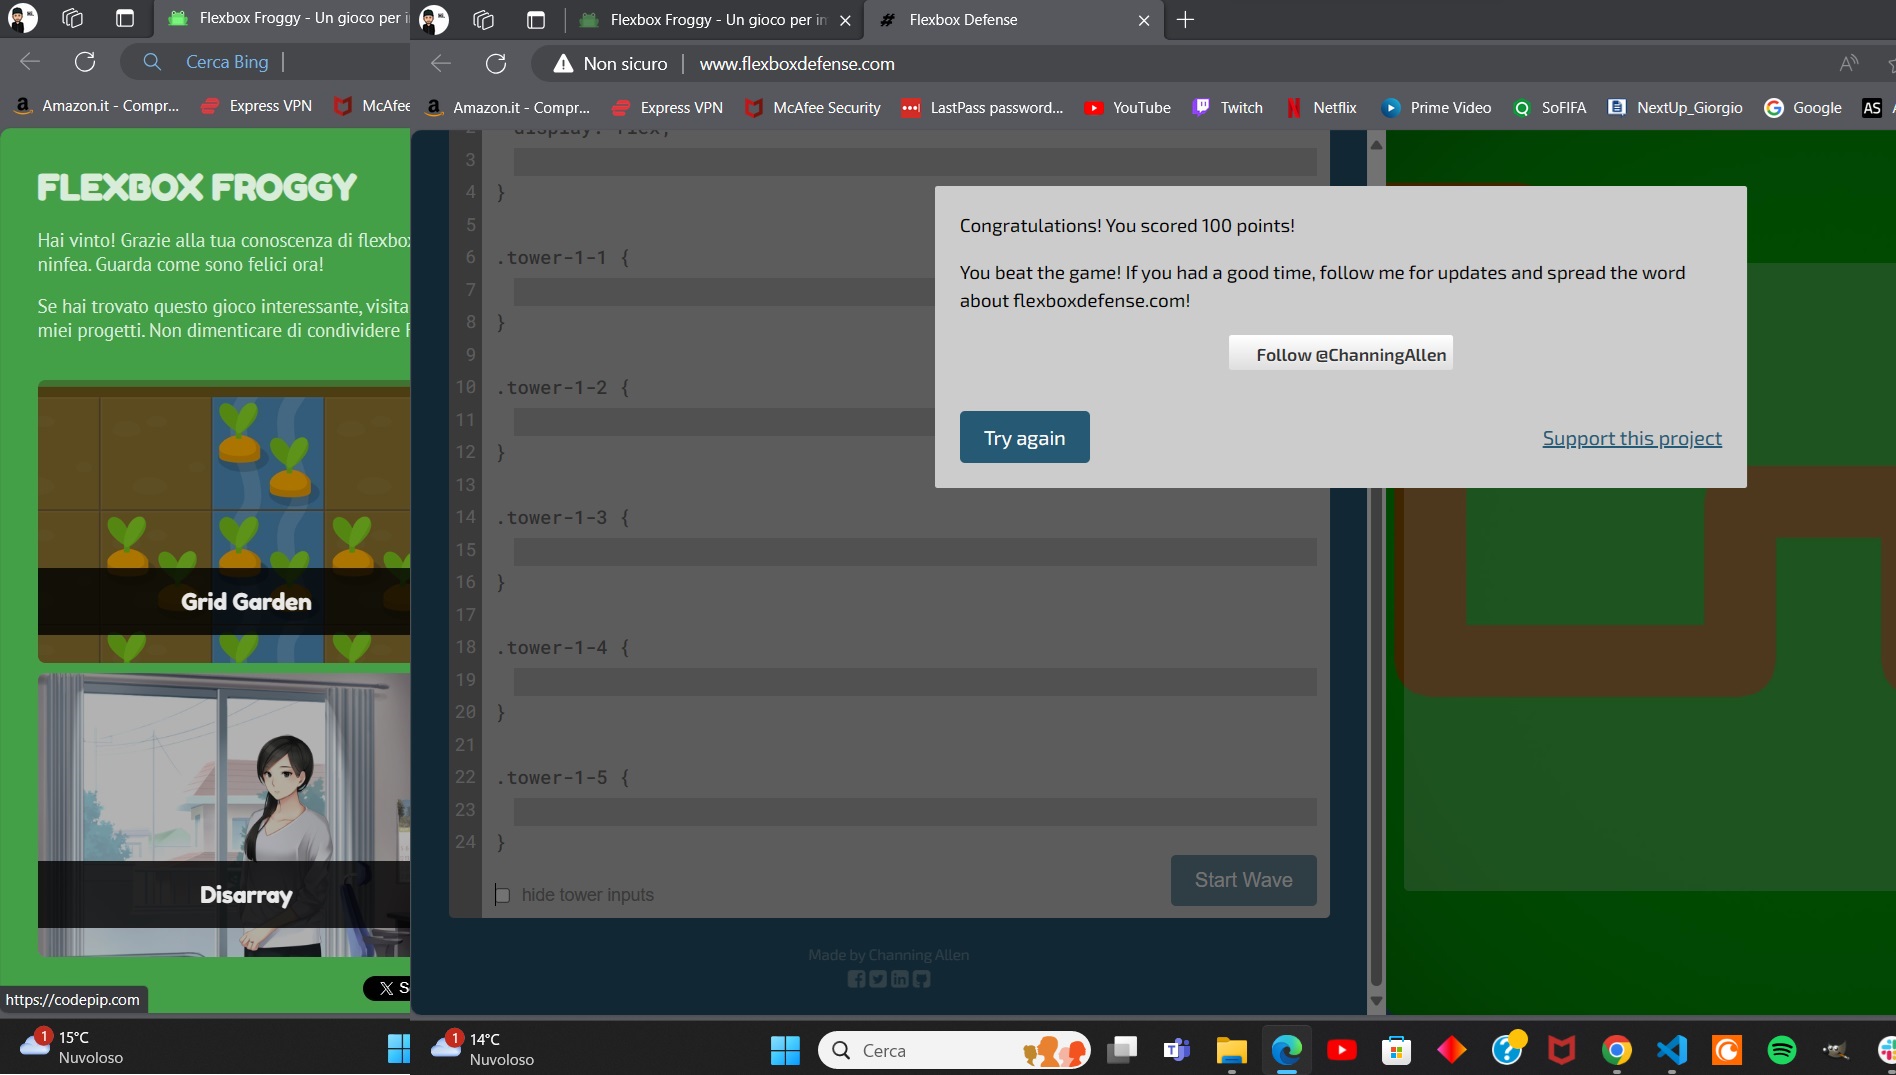 Flexbox Froggy - Un gioco per i
Cerca Bing
Amazon.it - Compr...
Express VPN
McAfee
FLEXBOX FROGGY
Hai vinto! Grazie alla tua conoscenza di flexbox
ninfea. Guarda come sono felici ora!
Se hai trovato questo gioco interessante, visita
miei progetti. Non dimenticare di condividere F
Grid Garden
Disarray
X S
https://codepip.com
1
15°C
Nuvoloso
Flexbox Froggy - Un gioco per in
Flexbox Defense
Non sicuro
www.flexboxdefense.com
Amazon.it - Compr...
Express VPN
McAfee Security
LastPass password...
YouTube
Twitch
Netflix
Prime Video
SoFIFA
NextUp_Giorgio
Google
AS
2 display: flex;
3
4 }
5
6 .tower-1-1 {
7
8 }
9
10 .tower-1-2 {
11
12 }
13
14 .tower-1-3 {
15
16 }
17
18 .tower-1-4 {
19
20 }
21
22 .tower-1-5 {
23
24 }
hide tower inputs
Start Wave
Made by Channing Allen
Congratulations! You scored 100 points!
You beat the game! If you had a good time, follow me for updates and spread the word
about flexboxdefense.com!
Follow @ChanningAllen
Try again
Support this project
1
14°C
Nuvoloso
Cerca